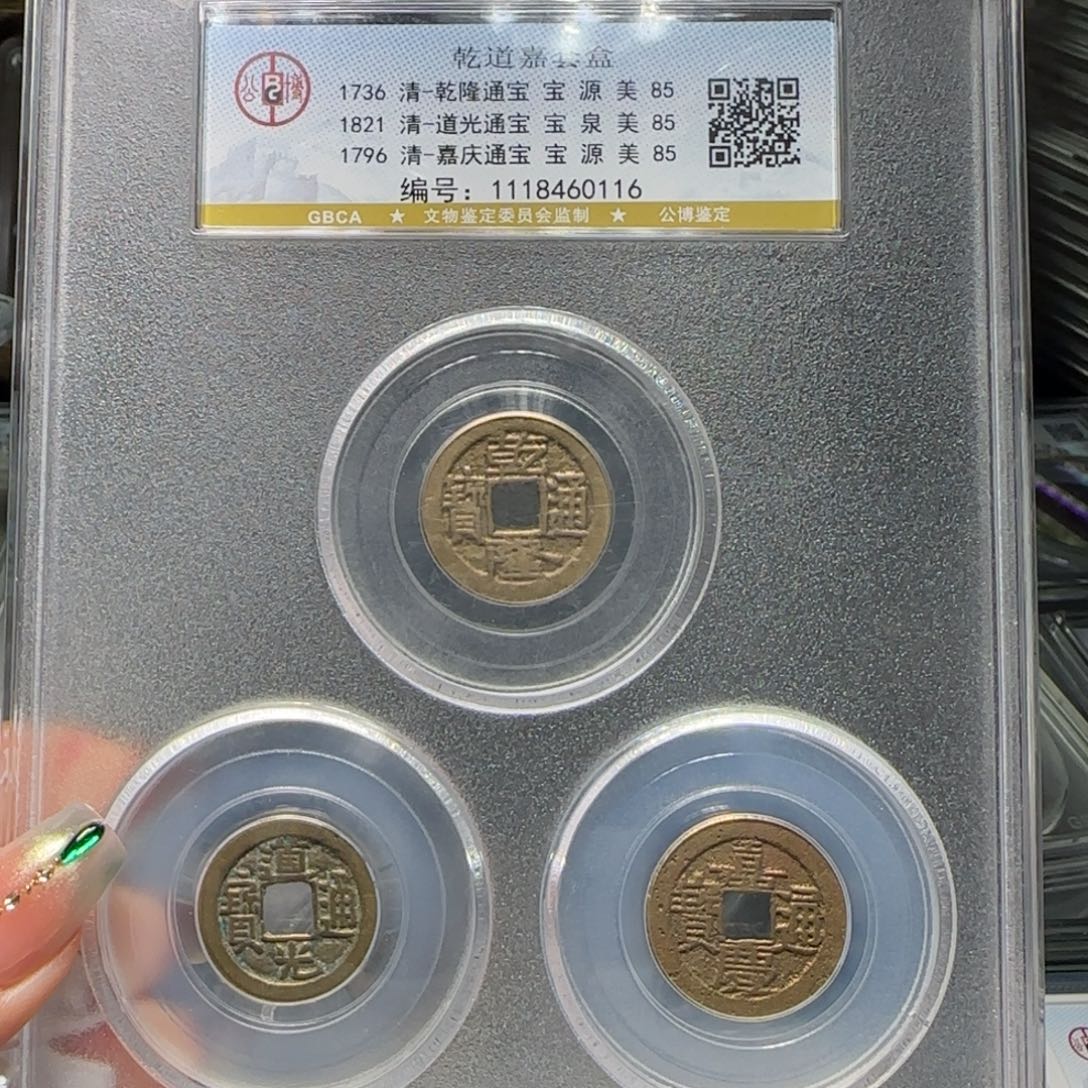 乾道嘉套盒
公博
1736 清-乾隆通宝 宝 源 美 85
1821 清-道光通宝 宝 泉 美 85
1796 清-嘉庆通宝 宝 源 美 85
编号：1118460116
GBCA ★ 文物鉴定委员会监制 ★ 公博鉴定
乾隆通寶
道光通寶
嘉慶通寶